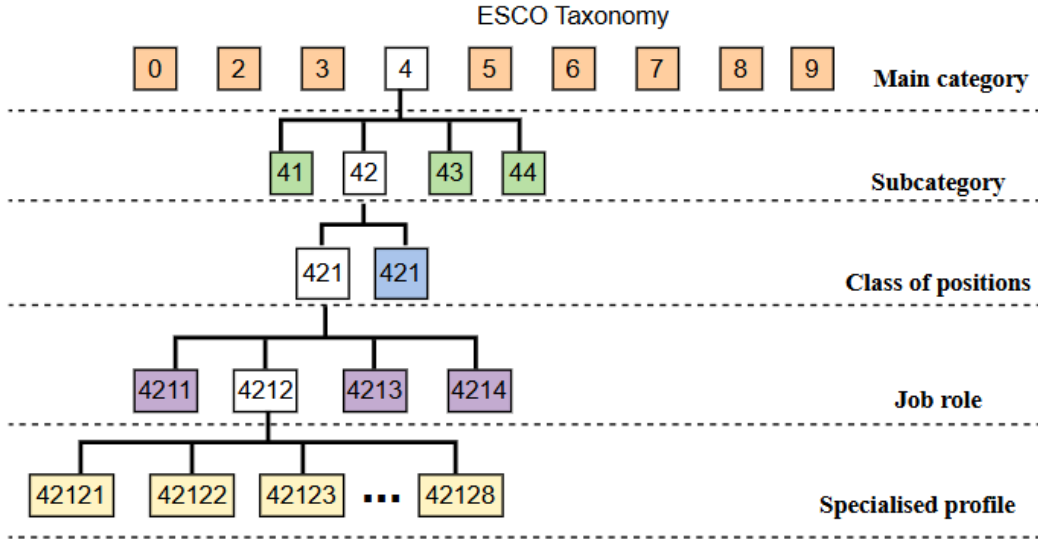 ESCO Taxonomy
0 2 3 4 5 6 7 8 9 Main category
41 42 43 44 Subcategory
421 421 Class of positions
4211 4212 4213 4214 Job role
42121 42122 42123 ... 42128 Specialised profile